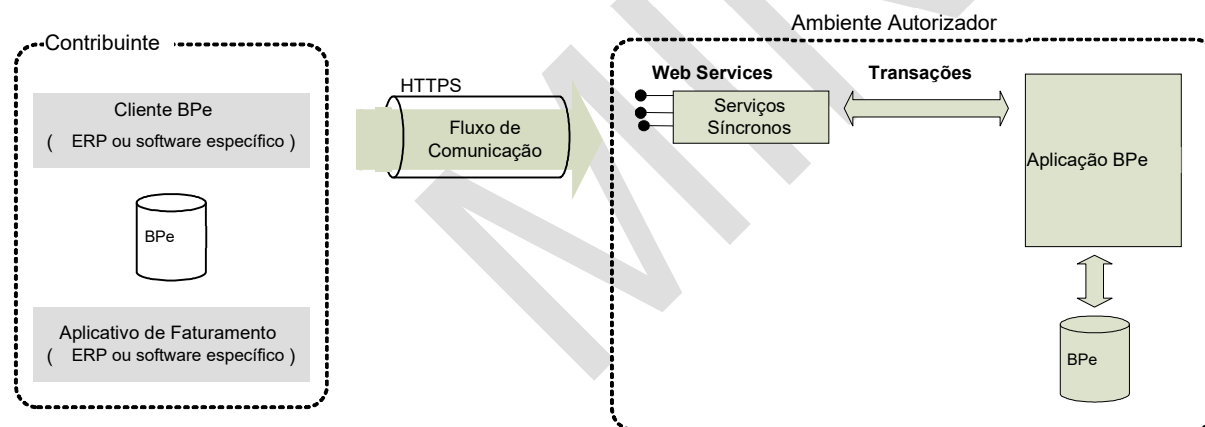 Contribuinte
Cliente BPe
( ERP ou software específico )
BPe
Aplicativo de Faturamento
( ERP ou software específico )
HTTPS
Fluxo de
Comunicação
Ambiente Autorizador
Web Services
Transações
Serviços
Síncronos
Aplicação BPe
BPe